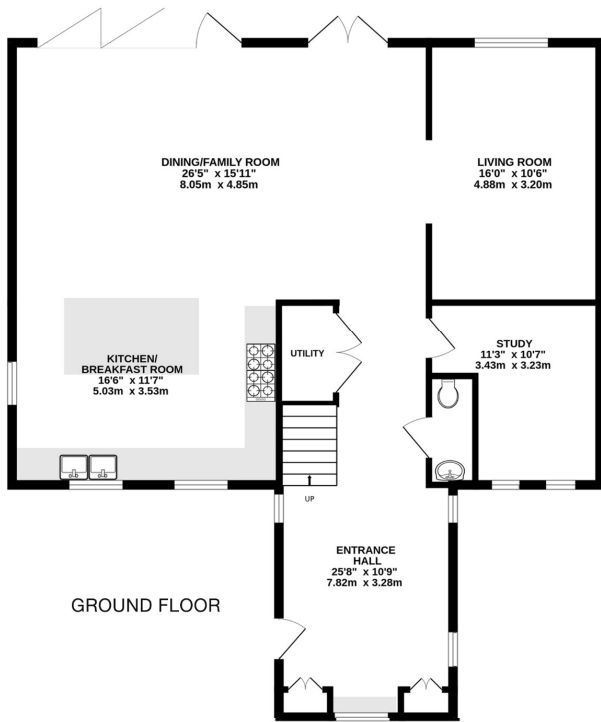 DINING/FAMILY ROOM
26'5" x 15'11"
8.05m x 4.85m
LIVING ROOM
16'0" x 10'6"
4.88m x 3.20m
UTILITY
STUDY
11'3" x 10'7"
3.43m x 3.23m
KITCHEN/
BREAKFAST ROOM
16'6" x 11'7"
5.03m x 3.53m
UP
ENTRANCE
HALL
25'8" x 10'9"
7.82m x 3.28m
GROUND FLOOR